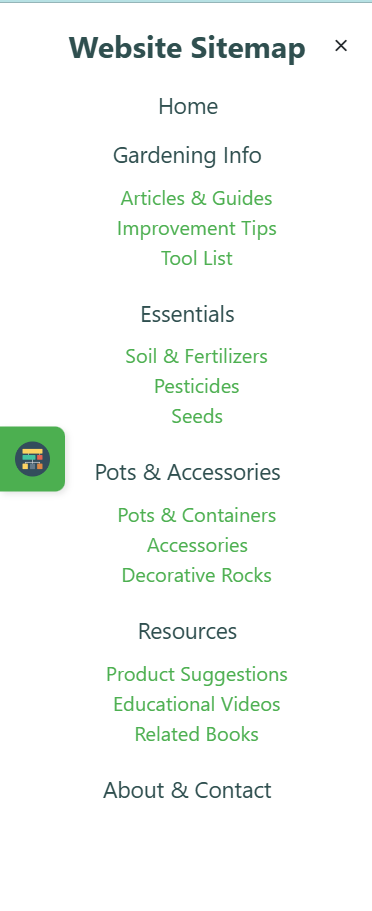 Website Sitemap ×
Home
Gardening Info
Articles & Guides
Improvement Tips
Tool List
Essentials
Soil & Fertilizers
Pesticides
Seeds
Pots & Accessories
Pots & Containers
Accessories
Decorative Rocks
Resources
Product Suggestions
Educational Videos
Related Books
About & Contact